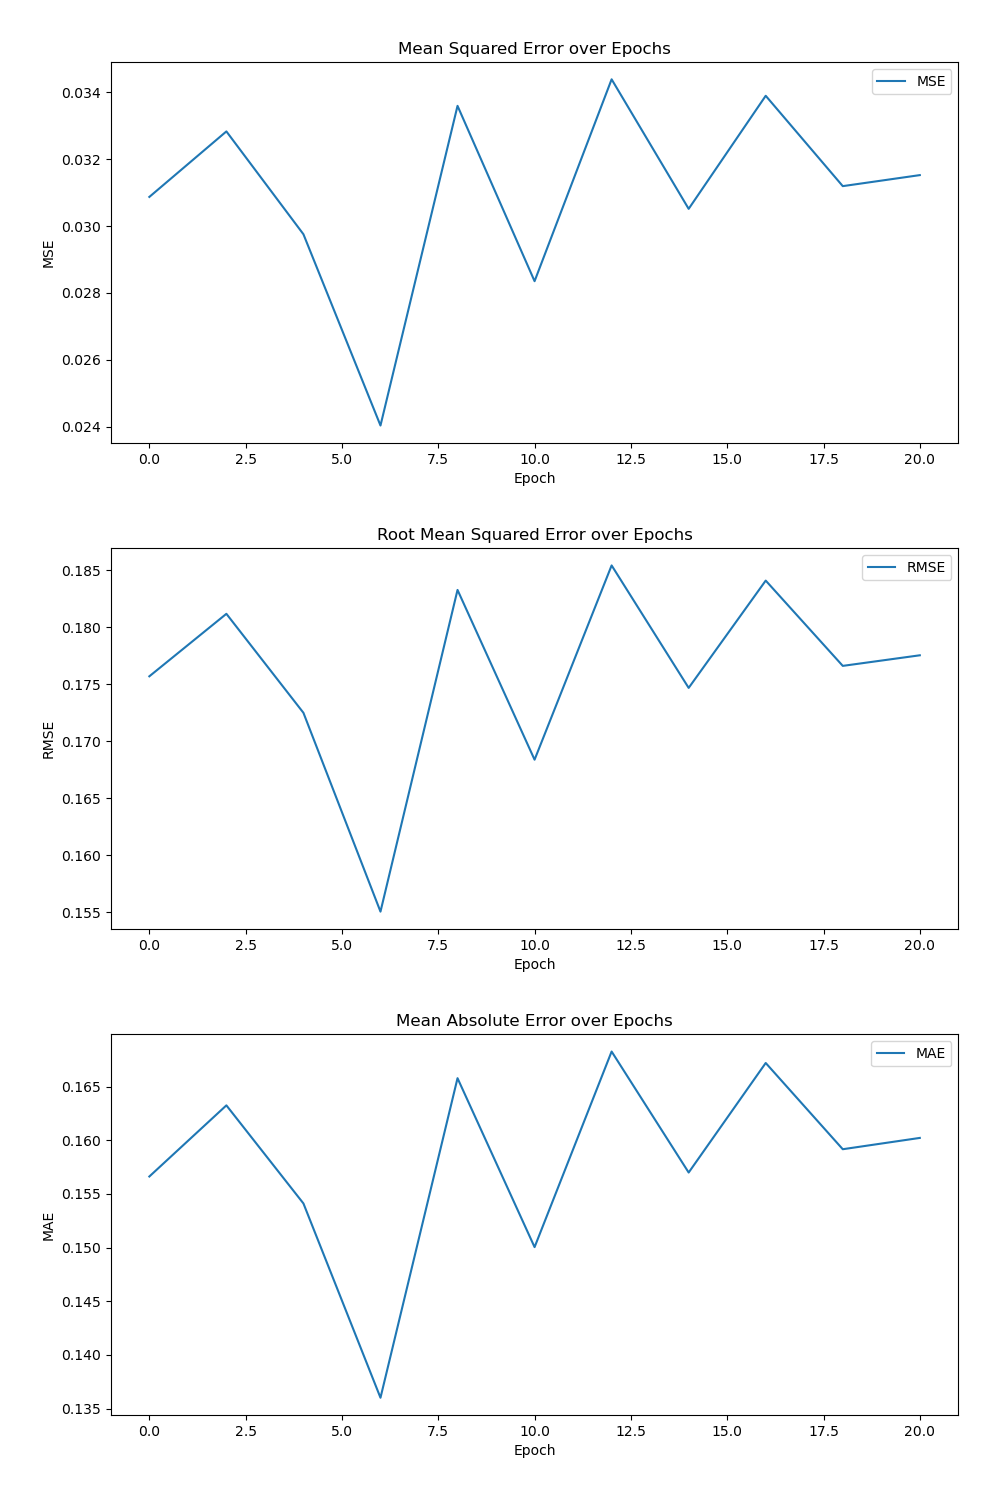 Mean Squared Error over Epochs
MSE
0.034
0.032
0.030
0.028
0.026
0.024
MSE
0.0 2.5 5.0 7.5 10.0 12.5 15.0 17.5 20.0
Epoch
Root Mean Squared Error over Epochs
RMSE
0.185
0.180
0.175
0.170
0.165
0.160
0.155
RMSE
0.0 2.5 5.0 7.5 10.0 12.5 15.0 17.5 20.0
Epoch
Mean Absolute Error over Epochs
MAE
0.165
0.160
0.155
0.150
0.145
0.140
0.135
MAE
0.0 2.5 5.0 7.5 10.0 12.5 15.0 17.5 20.0
Epoch